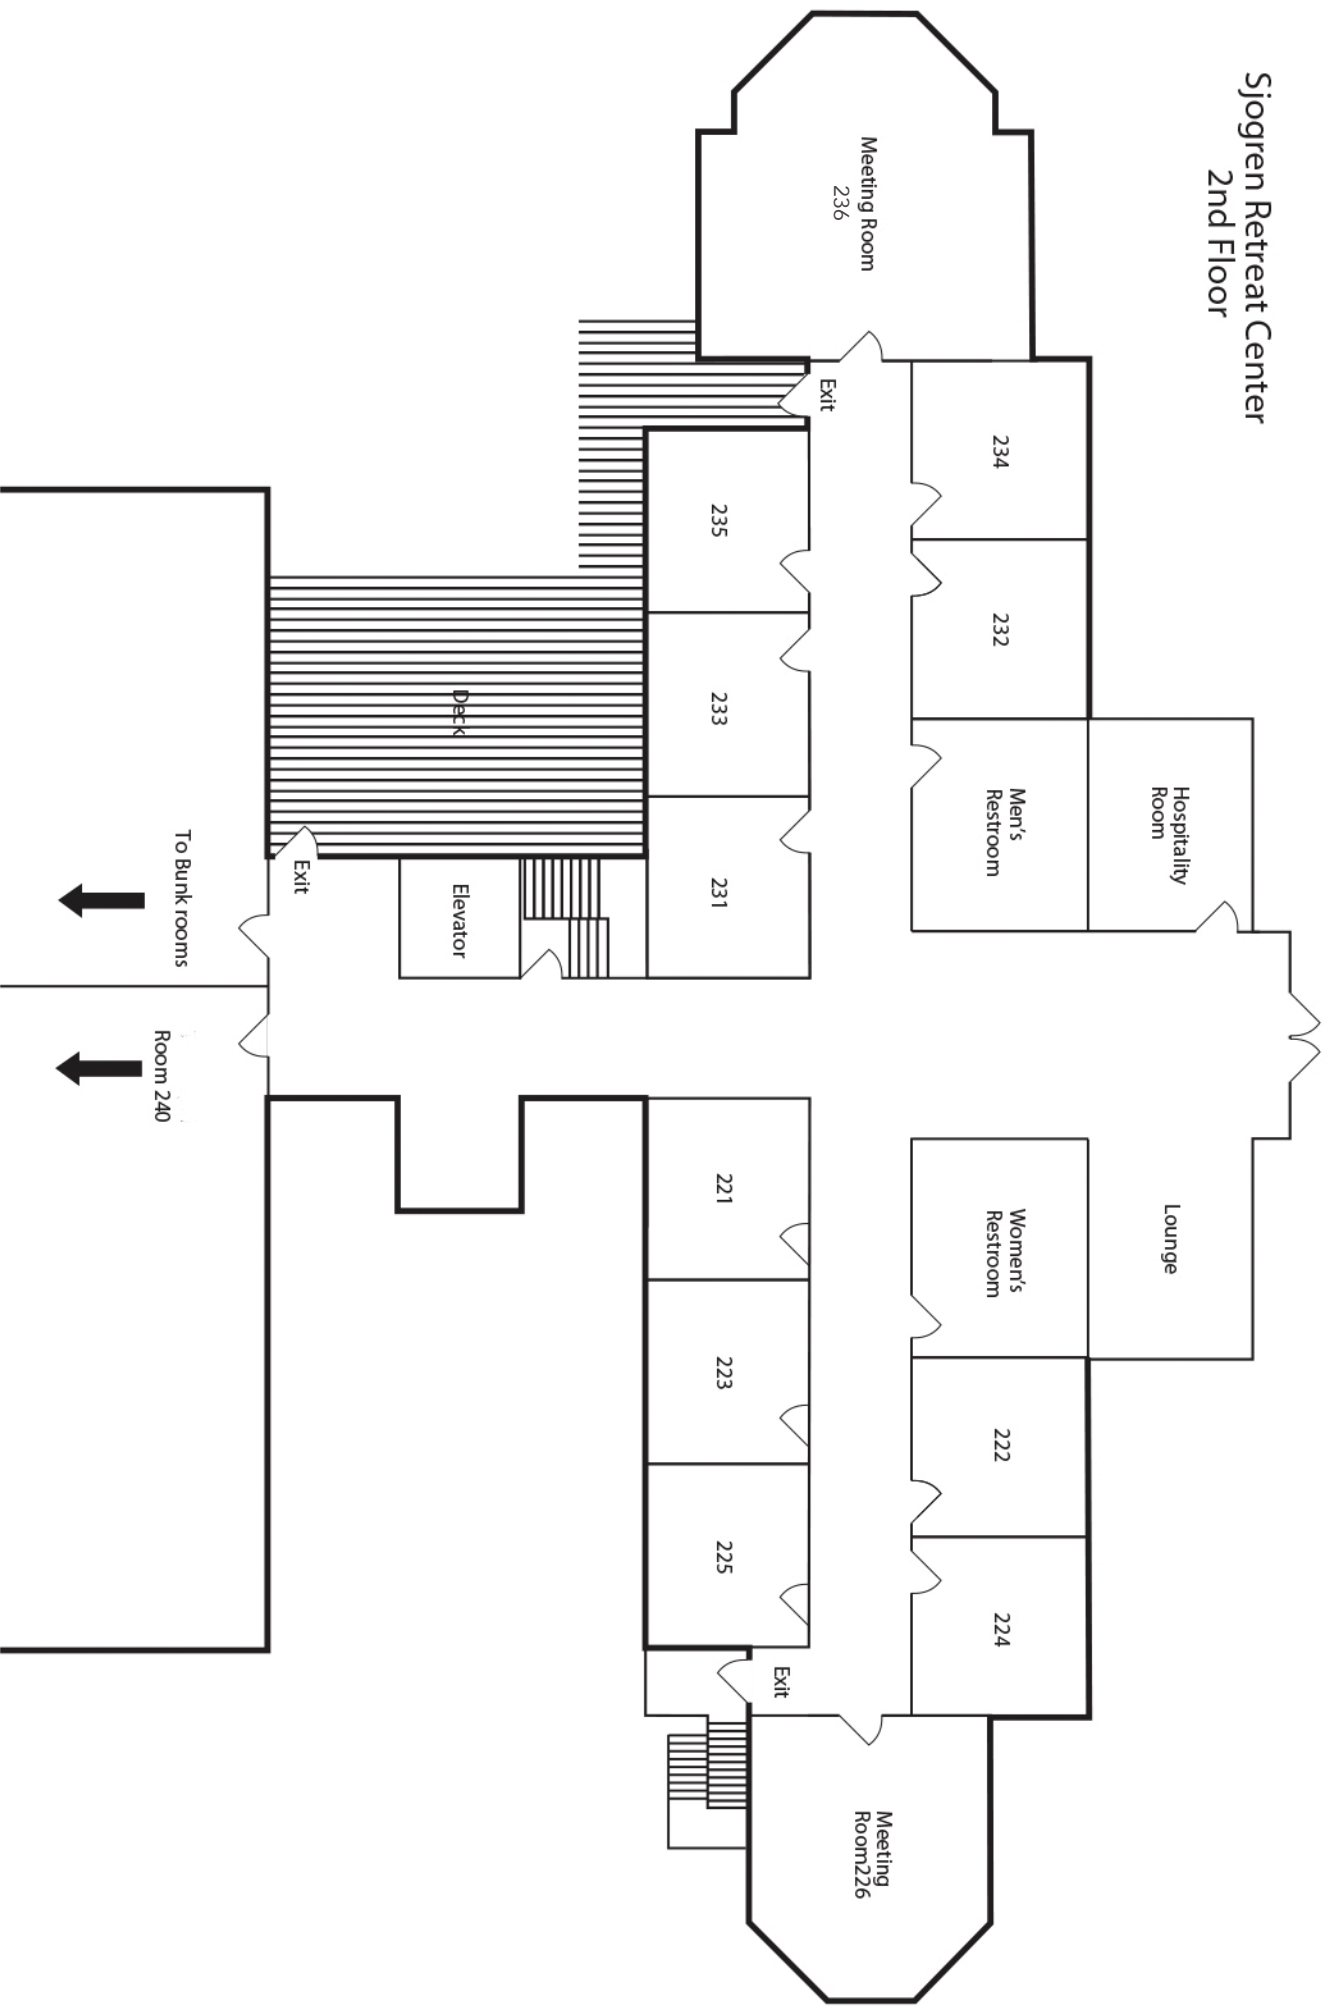 Sjogren Retreat Center
2nd Floor
Hospitality
Room
Lounge
234
232
Men's
Restroom
Women's
Restroom
222
224
Meeting Room
236
Exit
Meeting
Room226
Exit
235
233
231
221
223
225
Deck
Elevator
Exit
To Bunk rooms
Room 240